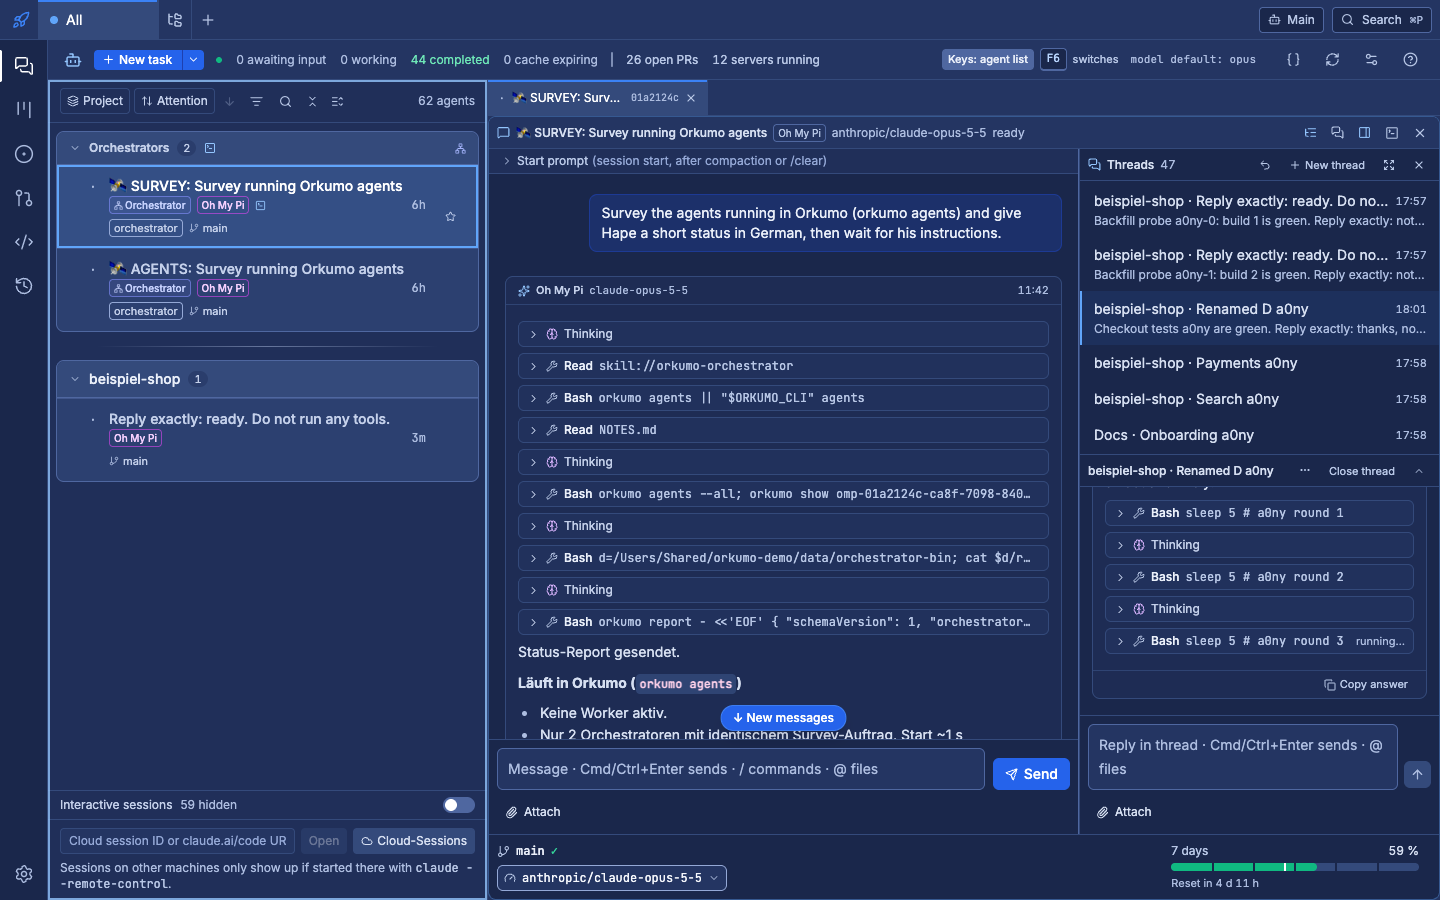 All
Main
Search ⌘P
+ New task
0 awaiting input
0 working
44 completed
0 cache expiring
26 open PRs
12 servers running
Keys: agent list
F6
switches
model default: opus
Project
Attention
62 agents
Orchestrators 2
SURVEY: Survey running Orkumo agents
Orchestrator
Oh My Pi
6h
orchestrator
main
AGENTS: Survey running Orkumo agents
Orchestrator
Oh My Pi
6h
orchestrator
main
beispiel-shop 1
Reply exactly: ready. Do not run any tools.
Oh My Pi
3m
main
Interactive sessions 59 hidden
Cloud session ID or claude.ai/code UR
Open
Cloud-Sessions
Sessions on other machines only show up if started there with claude -
-remote-control.
· SURVEY: Surv... 01a2124c
SURVEY: Survey running Orkumo agents Oh My Pi anthropic/claude-opus-5-5 ready
Start prompt (session start, after compaction or /clear)
Survey the agents running in Orkumo (orkumo agents) and give
Hape a short status in German, then wait for his instructions.
Oh My Pi claude-opus-5-5 11:42
Thinking
Read skill://orkumo-orchestrator
Bash orkumo agents || "$ORKUMO_CLI" agents
Read NOTES.md
Thinking
Bash orkumo agents --all; orkumo show omp-01a2124c-ca8f-7098-840…
Thinking
Bash d=/Users/Shared/orkumo-demo/data/orchestrator-bin; cat $d/r…
Thinking
Bash orkumo report - <<'EOF' { "schemaVersion": 1, "orchestrator…
Status-Report gesendet.
Läuft in Orkumo (orkumo agents)
• Keine Worker aktiv.
• Nur 2 Orchestratoren mit identischem Survey-Auftrag. Start ~1 s
↓ New messages
Message · Cmd/Ctrl+Enter sends · / commands · @ files
Send
Attach
main ✓
anthropic/claude-opus-5-5
Threads 47
+ New thread
beispiel-shop · Reply exactly: ready. Do no... 17:57
Backfill probe a0ny-0: build 1 is green. Reply exactly: not...
beispiel-shop · Reply exactly: ready. Do no... 17:57
Backfill probe a0ny-1: build 2 is green. Reply exactly: not...
beispiel-shop · Renamed D a0ny 18:01
Checkout tests a0ny are green. Reply exactly: thanks, no...
beispiel-shop · Payments a0ny 17:58
beispiel-shop · Search a0ny 17:58
Docs · Onboarding a0ny 17:58
beispiel-shop · Renamed D a0ny ··· Close thread
Bash sleep 5 # a0ny round 1
Thinking
Bash sleep 5 # a0ny round 2
Thinking
Bash sleep 5 # a0ny round 3 running...
Copy answer
Reply in thread · Cmd/Ctrl+Enter sends · @
files
Attach
7 days 59 %
Reset in 4 d 11 h